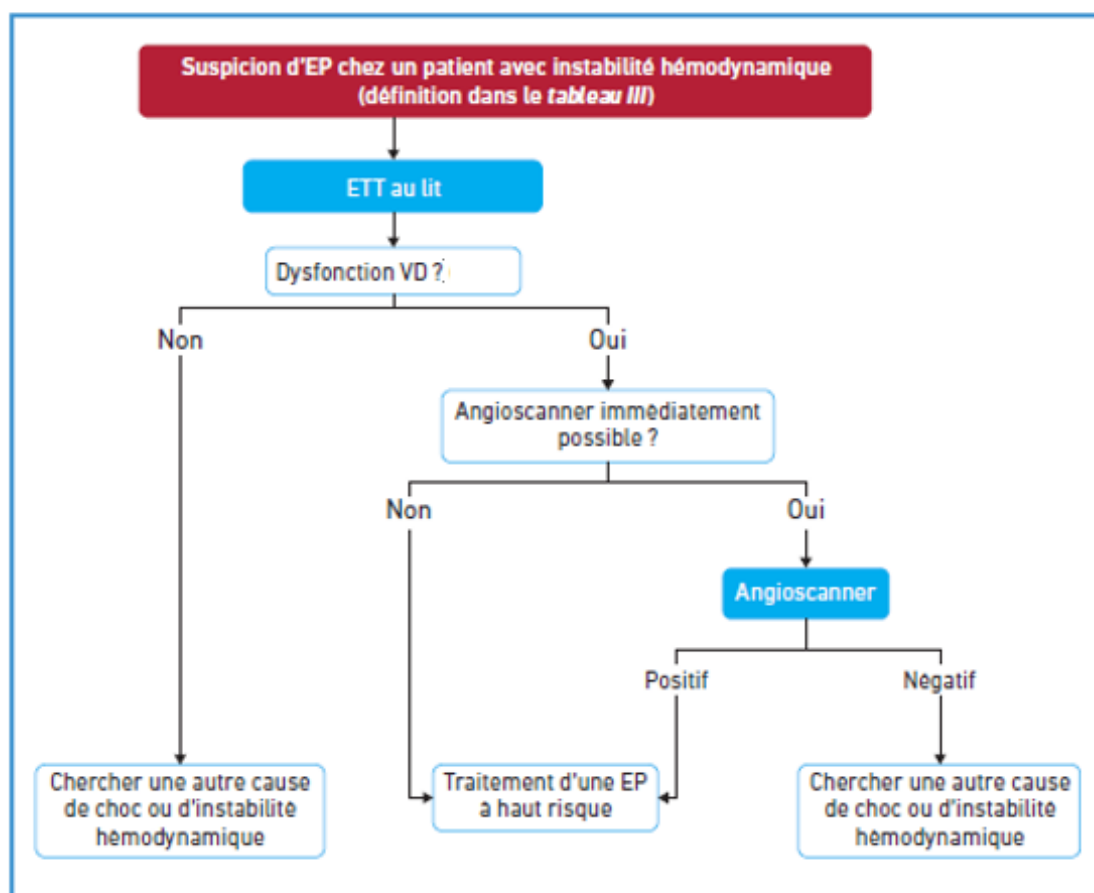 Suspicion d'EP chez un patient avec instabilité hémodynamique
(définition dans le tableau III)
ETT au lit
Dysfonction VD ?
Non
Oui
Angioscanner immédiatement
possible ?
Non
Oui
Angioscanner
Positif
Négatif
Chercher une autre cause
de choc ou d'instabilité
hémodynamique
Traitement d'une EP
à haut risque
Chercher une autre cause
de choc ou d'instabilité
hémodynamique